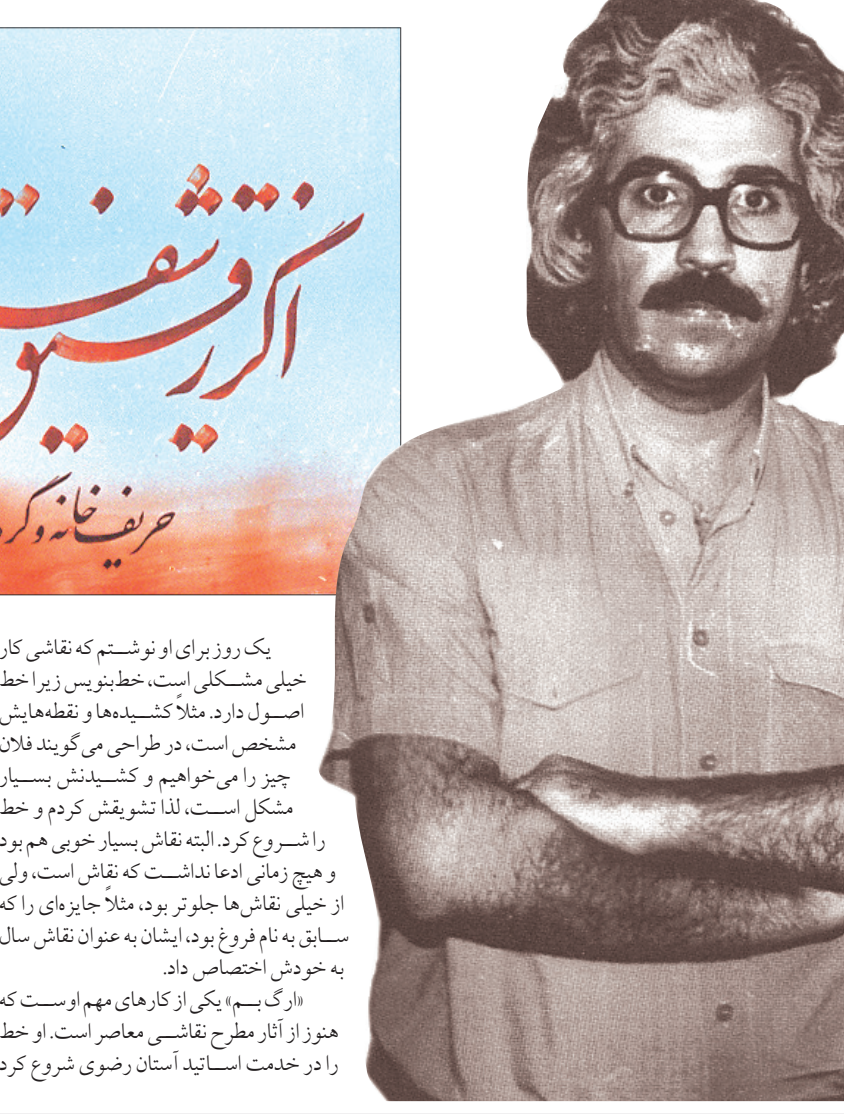 اگر رفیق شف
حریف خانه و گر
یک روز برای او نوشتم که نقاشی کار
خیلی مشکلی است، خط بنویس زیرا خط
اصول دارد. مثلاً کشیده‌ها و نقطه‌هایش
مشخص است، در طراحی می‌گویند فلان
چیز را می‌خواهیم و کشیدنش بسیار
مشکل است، لذا تشویقش کردم و خط
را شروع کرد. البته نقاش بسیار خوبی هم بود
و هیچ زمانی ادعا نداشت که نقاش است، ولی
از خیلی نقاش‌ها جلوتر بود، مثلاً جایزه‌ای را که
سابق به نام فروغ بود، ایشان به عنوان نقاش سال
به خودش اختصاص داد.
«ارگ بم» یکی از کارهای مهم اوست که
هنوز از آثار مطرح نقاشی معاصر است. او خط
را در خدمت اساتید آستان رضوی شروع کرد